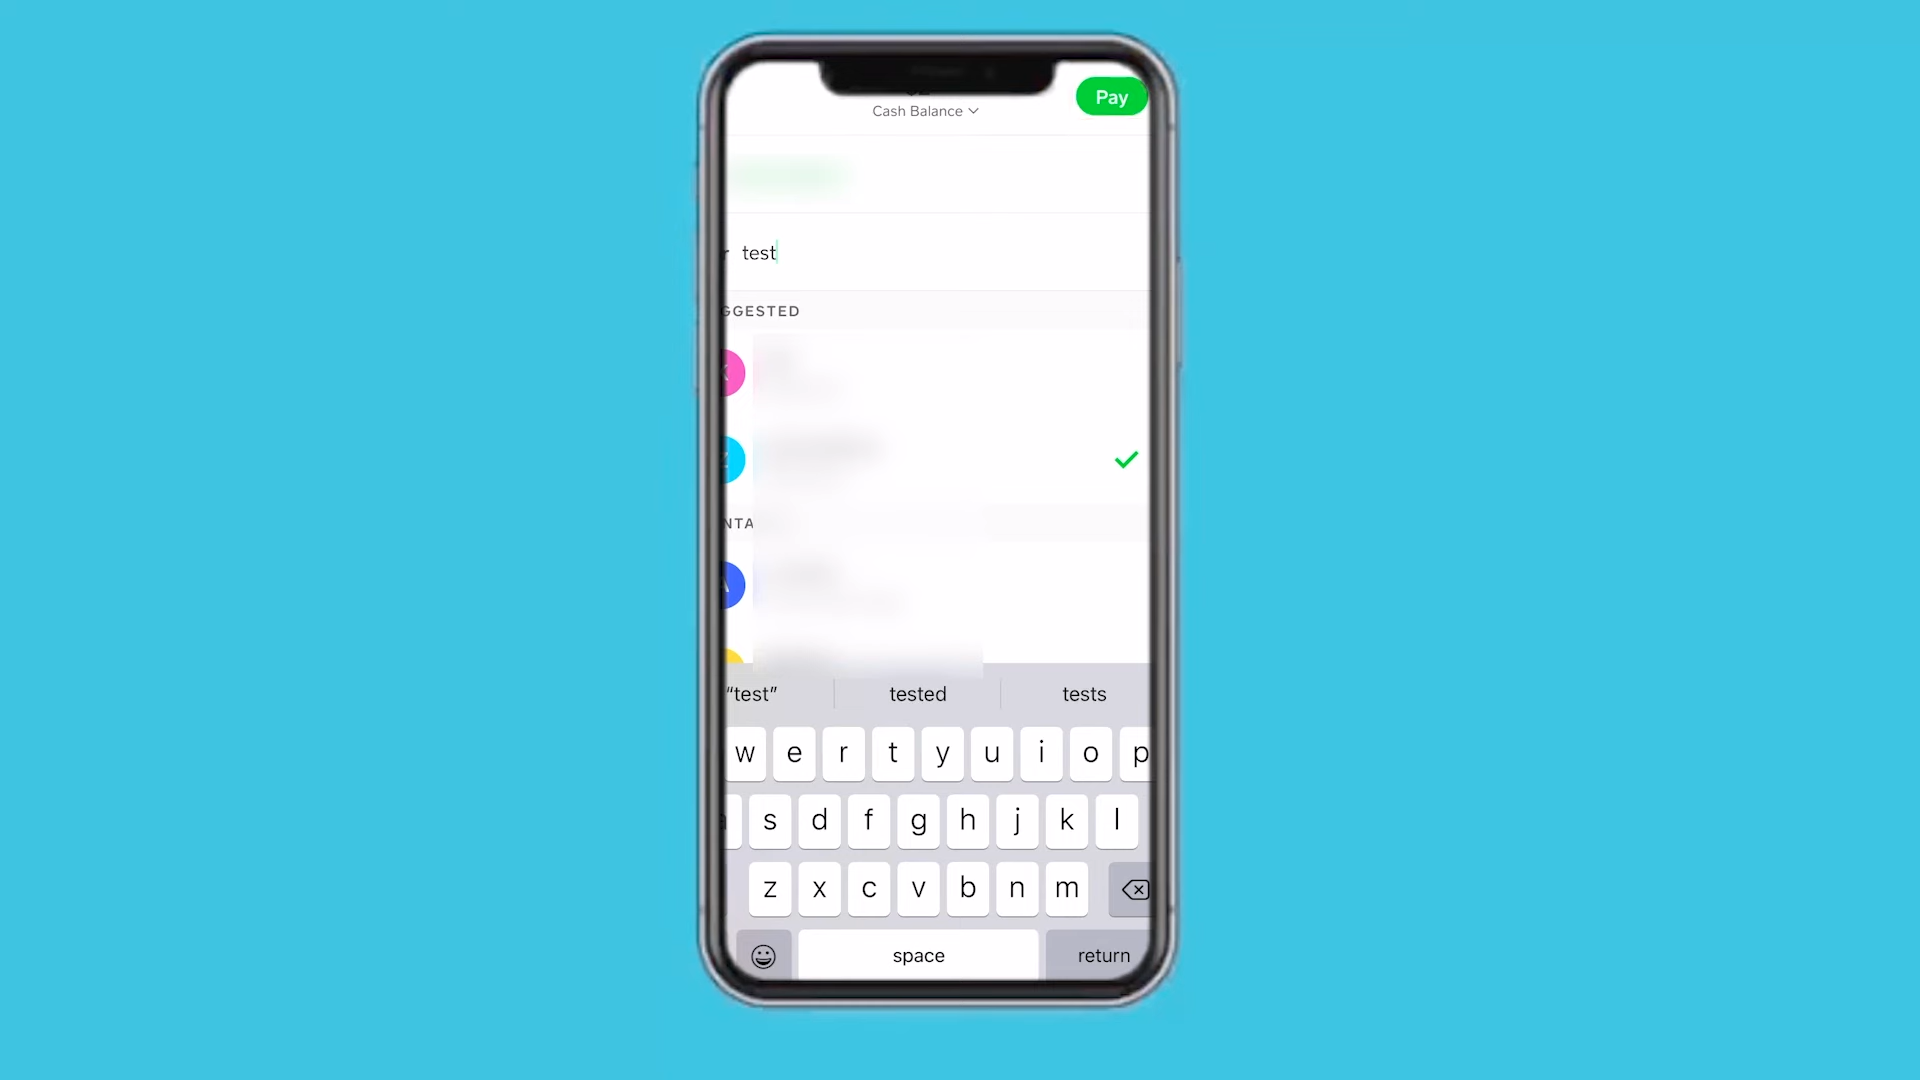 Cash Balance
Pay
test
GGESTED
NTA
"test" tested tests
w e r t y u i o p
s d f g h j k l
z x c v b n m
space return